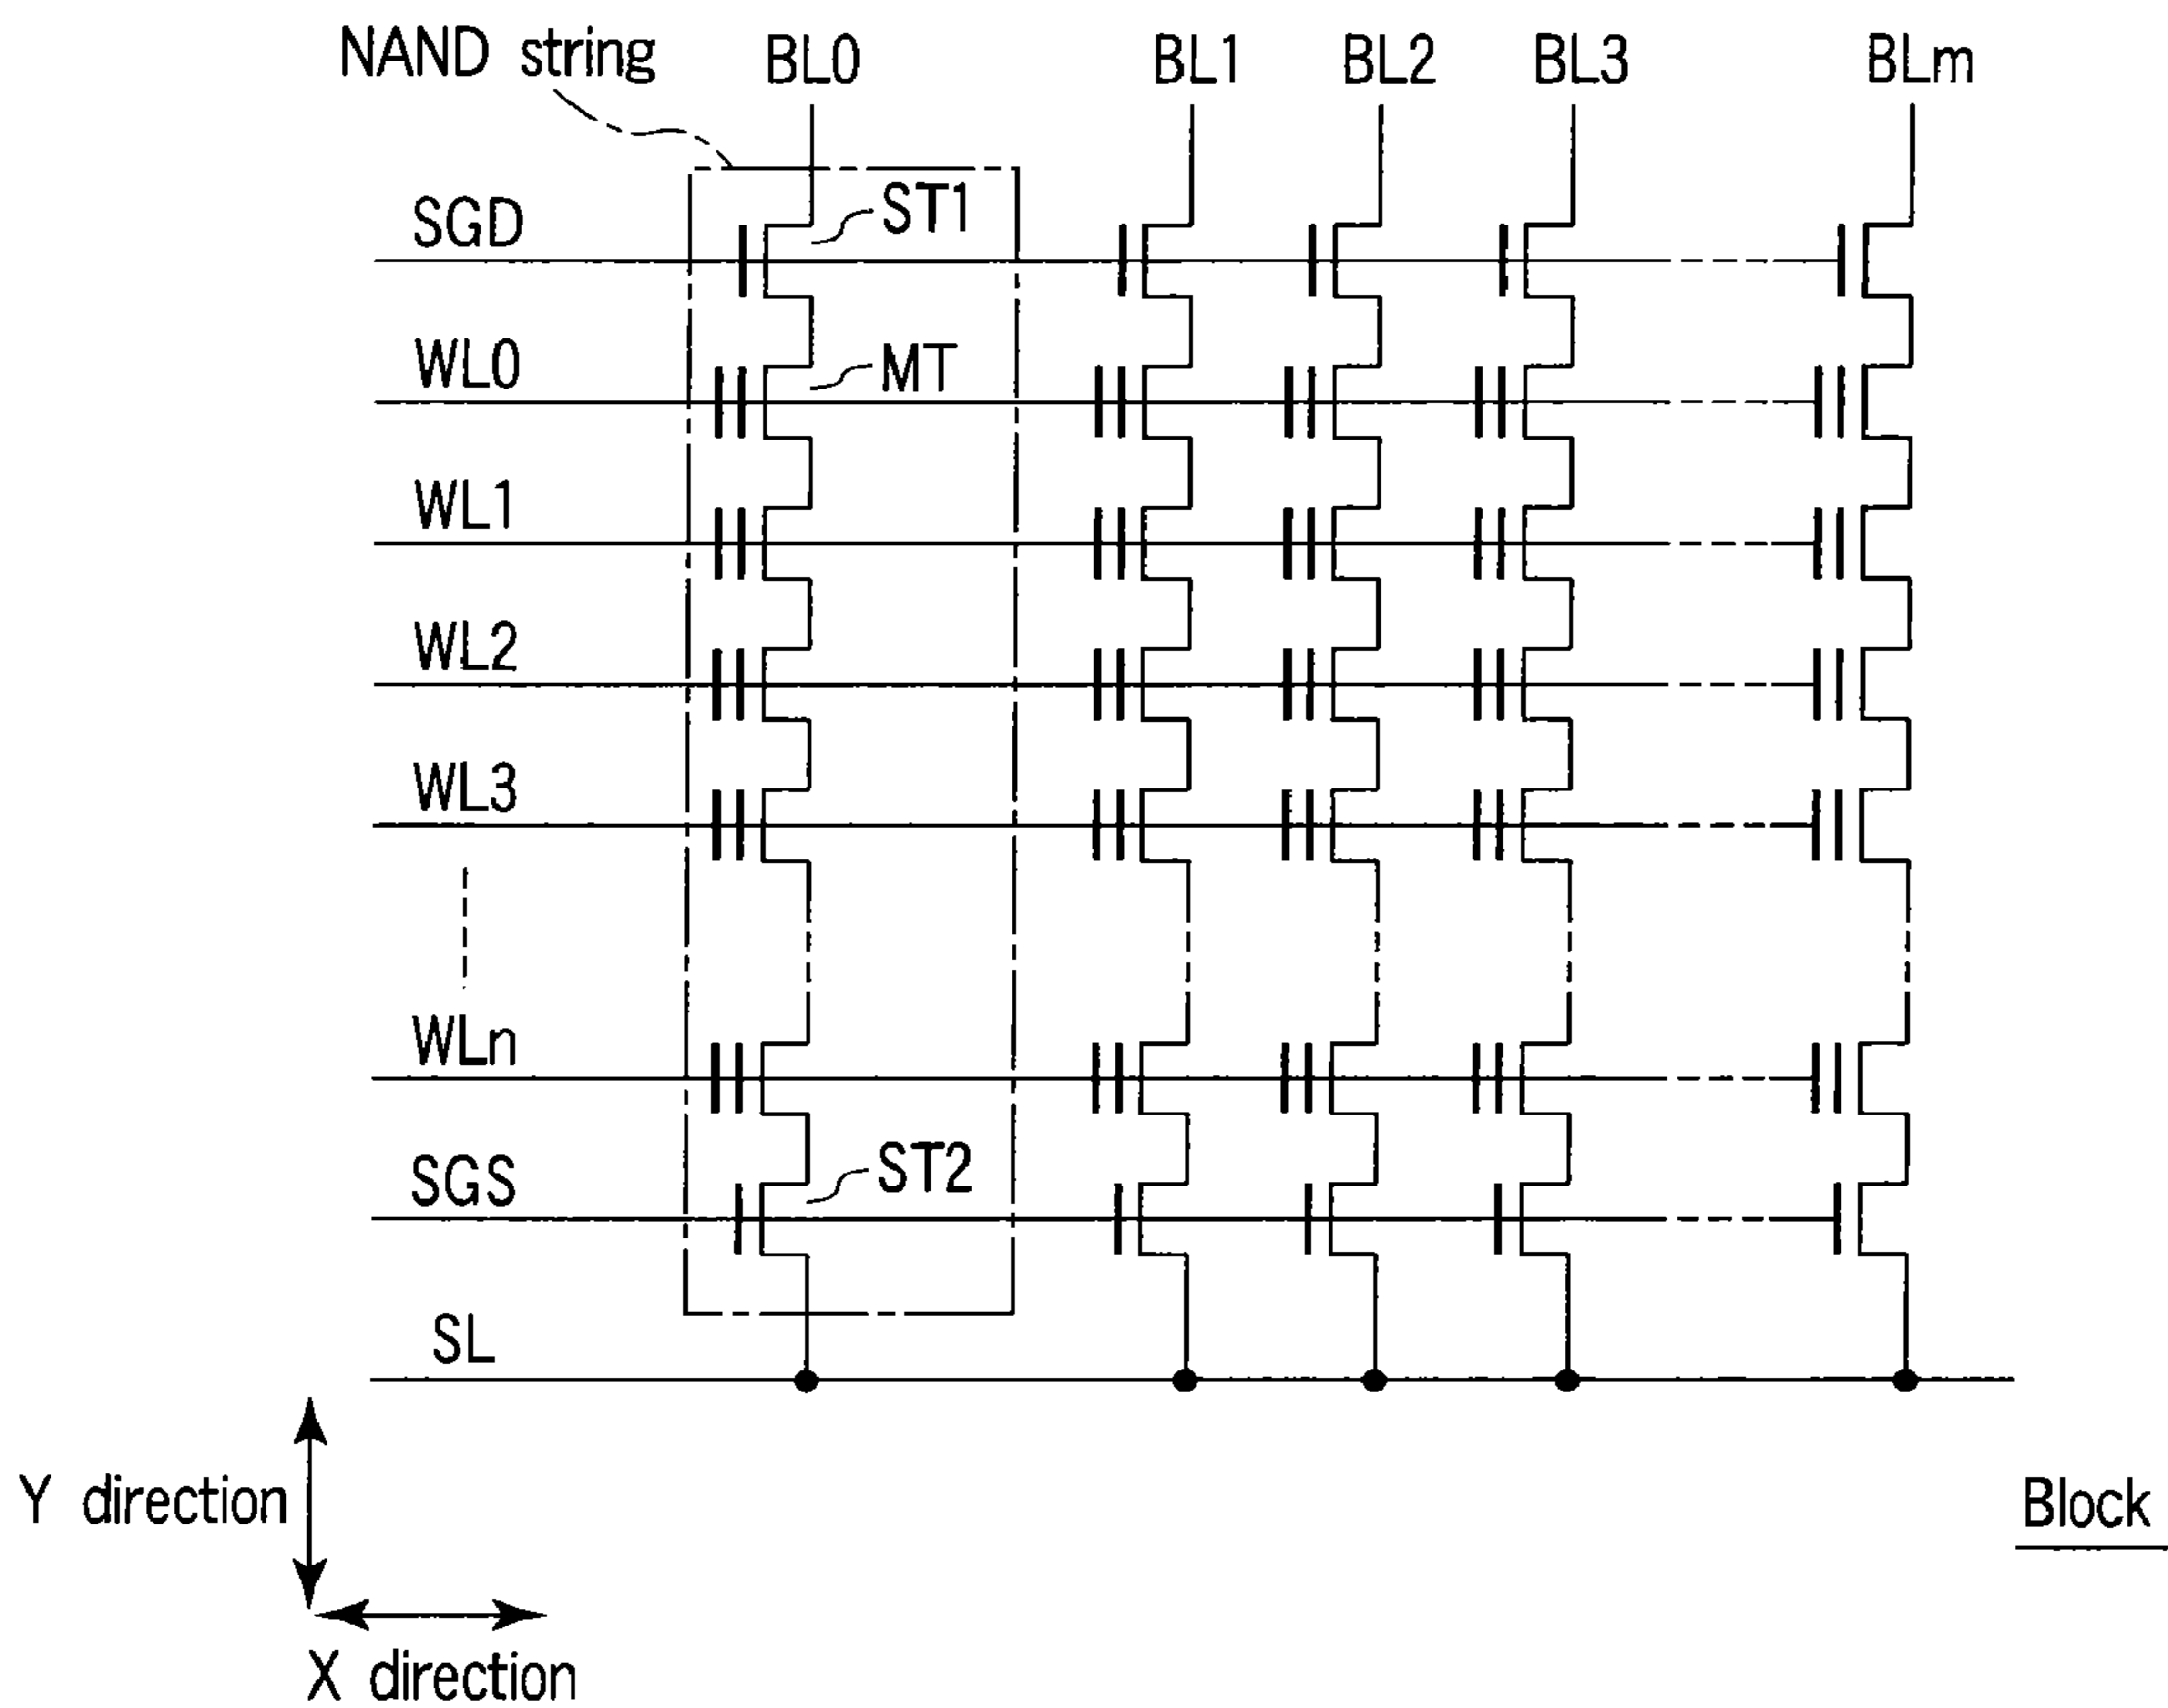 NAND string BL0 BL1 BL2 BL3 BLm
SGD ST1
WL0 MT
WL1
WL2
WL3
WLn
SGS ST2
SL
Y direction
Block
X direction